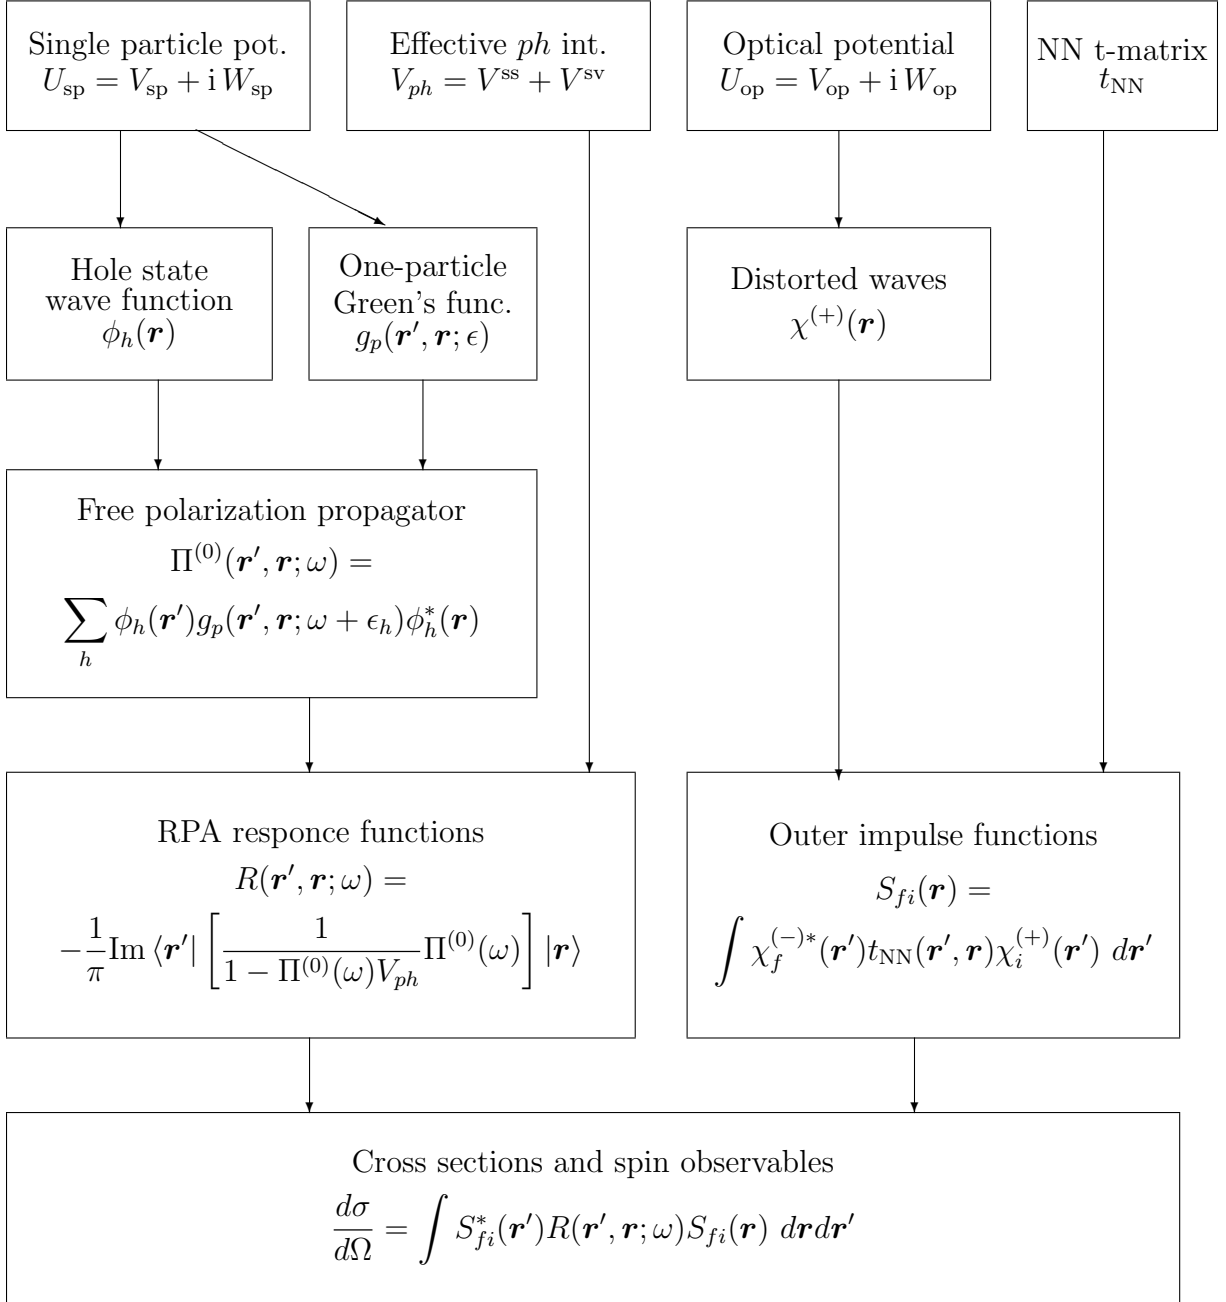 Single particle pot.
U_sp = V_sp + i W_sp
Effective ph int.
V_ph = V^ss + V^sv
Optical potential
U_op = V_op + i W_op
NN t-matrix
t_NN
Hole state
wave function
ϕ_h(r)
One-particle
Green's func.
g_p(r′, r; ϵ)
Distorted waves
χ^(+)(r)
Free polarization propagator
Π^(0)(r′, r; ω) =
∑_h ϕ_h(r′)g_p(r′, r; ω + ϵ_h)ϕ_h^*(r)
RPA responce functions
R(r′, r; ω) =
−1/π Im ⟨r′| [ 1/(1 − Π^(0)(ω)V_ph) Π^(0)(ω) ] |r⟩
Outer impulse functions
S_fi(r) =
∫ χ_f^(−)*(r′)t_NN(r′, r)χ_i^(+)(r′) dr′
Cross sections and spin observables
dσ/dΩ = ∫ S_fi^*(r′)R(r′, r; ω)S_fi(r) drdr′